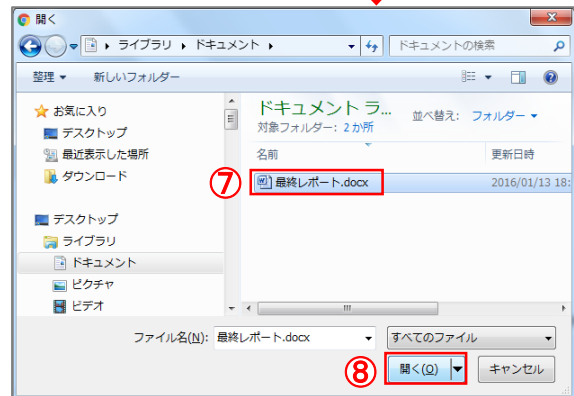 開く
ライブラリ ▸ ドキュメント ▸
ドキュメントの検索
整理 ▼ 新しいフォルダー
お気に入り
デスクトップ
最近表示した場所
ダウンロード
デスクトップ
ライブラリ
ドキュメント
ピクチャ
ビデオ
ドキュメント ラ...
対象フォルダー: 2 か所
並べ替え: フォルダー ▼
名前 更新日時
⑦ 最終レポート.docx 2016/01/13 18:
ファイル名(N): 最終レポート.docx すべてのファイル
⑧ 開く(O) キャンセル